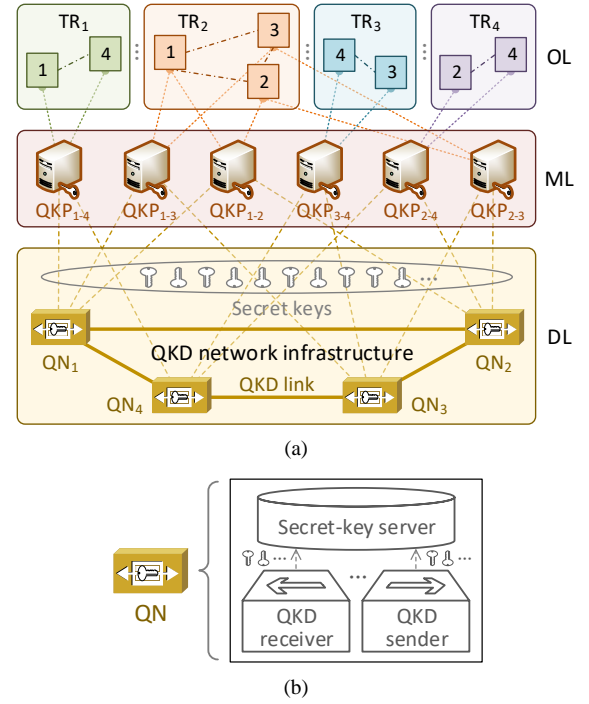 TR1 TR2 TR3 TR4
OL
1 4 1 3 2 4 3 2 4
ML
QKP1-4 QKP1-3 QKP1-2 QKP3-4 QKP2-4 QKP2-3
...
Secret keys
DL
QKD network infrastructure
QN1 QN2
QKD link
QN4 QN3
(a)
Secret-key server
... ...
...
QN
QKD receiver
QKD sender
(b)